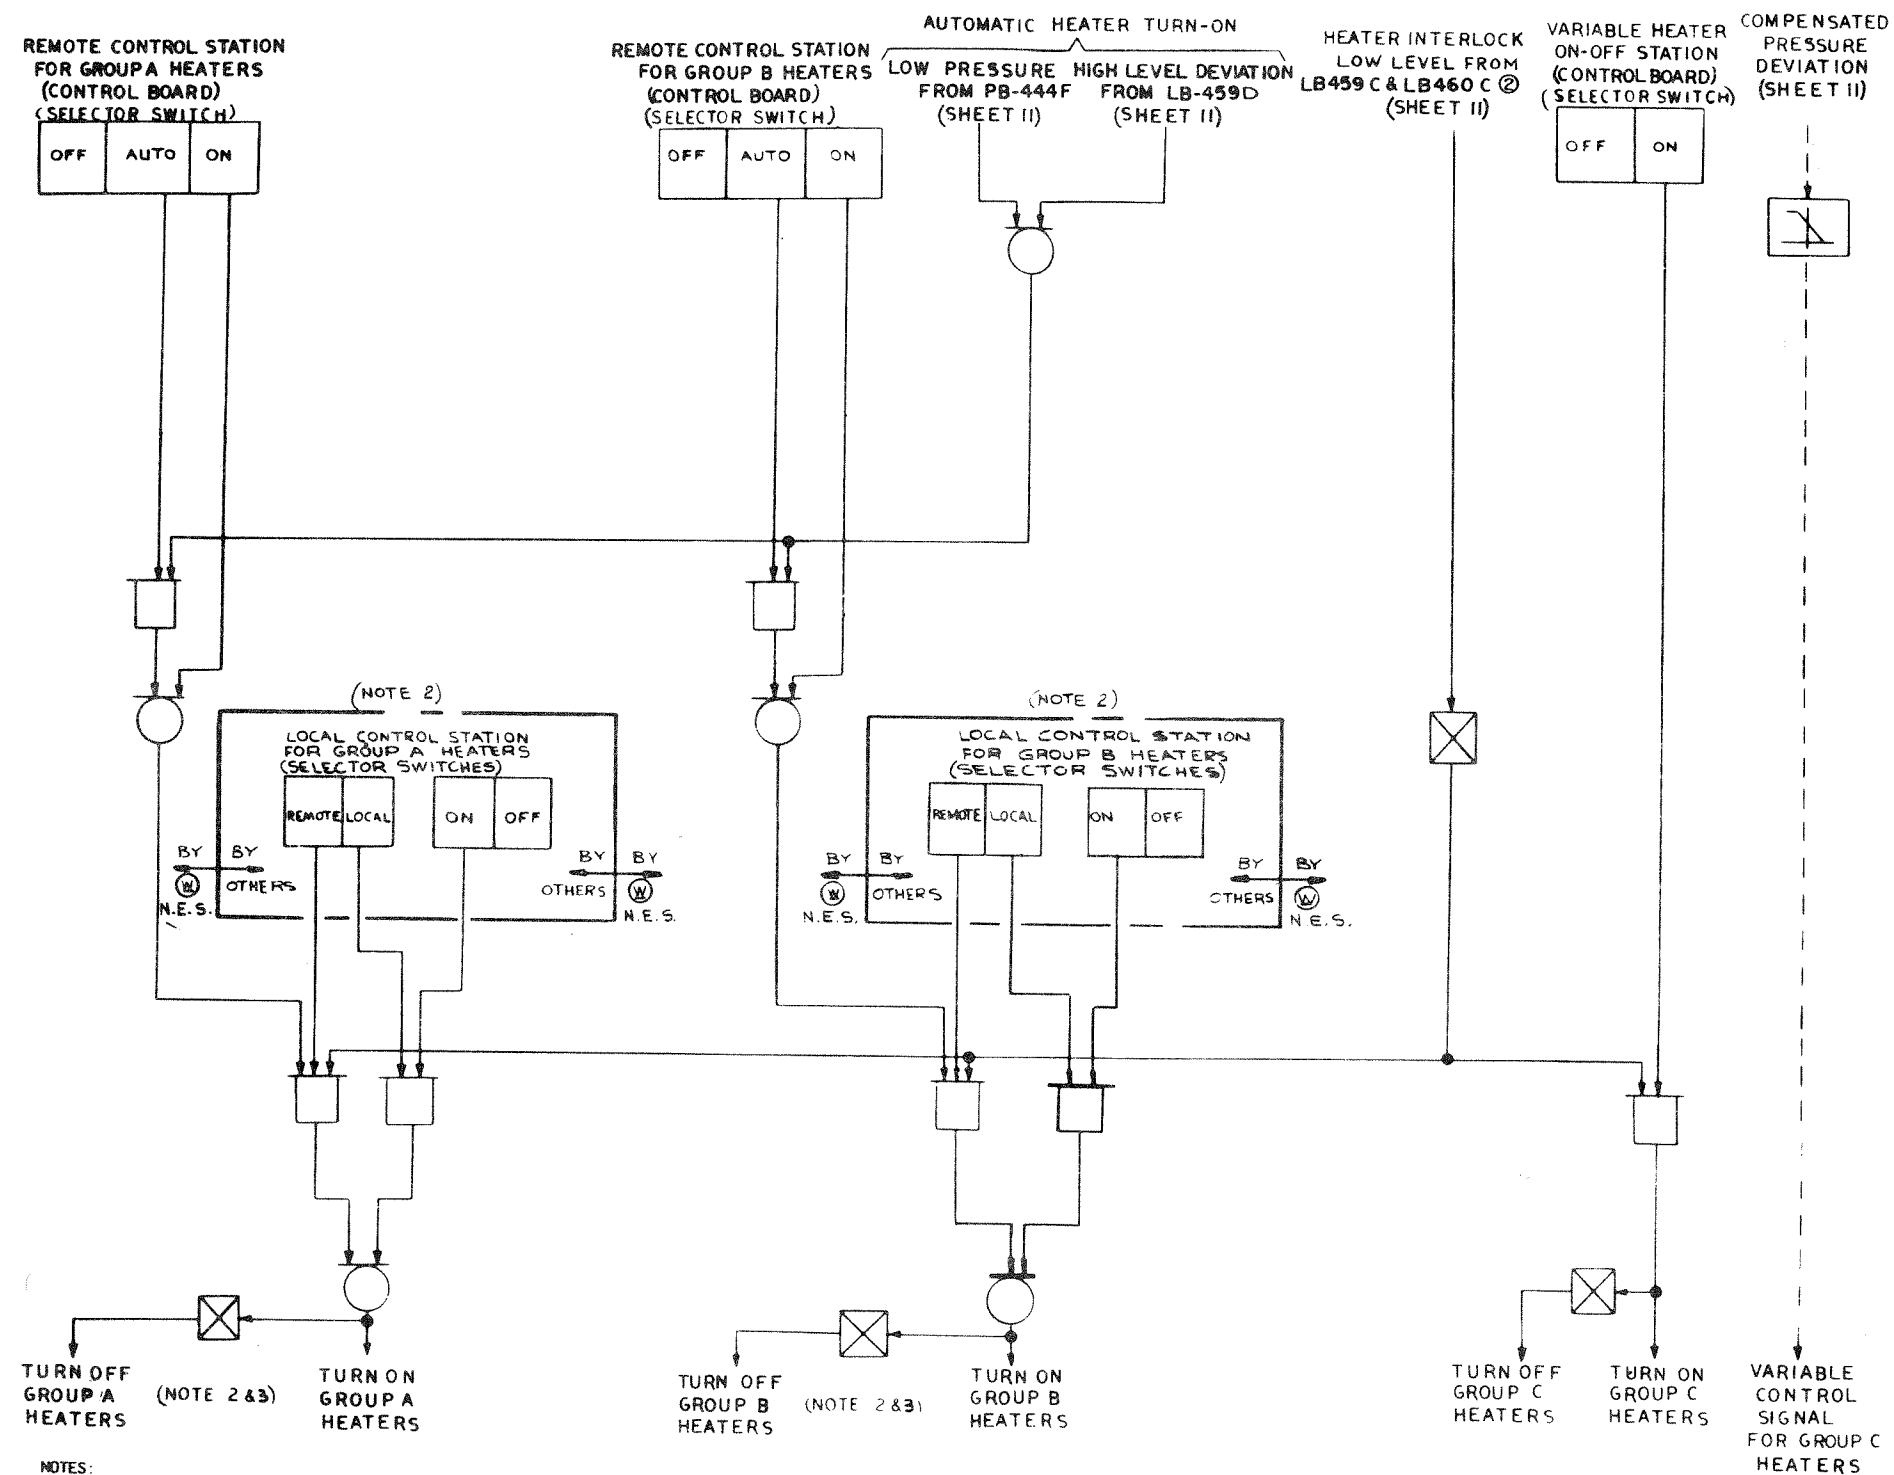 REMOTE CONTROL STATION
FOR GROUP A HEATERS
(CONTROL BOARD)
(SELECTOR SWITCH)
OFF
AUTO
ON
REMOTE CONTROL STATION
FOR GROUP B HEATERS
(CONTROL BOARD)
(SELECTOR SWITCH)
OFF
AUTO
ON
AUTOMATIC HEATER TURN-ON
LOW PRESSURE
FROM PB-444F
(SHEET 11)
HIGH LEVEL DEVIATION
FROM LB-459D
(SHEET 11)
HEATER INTERLOCK
LOW LEVEL FROM
LB459C & LB460C ②
(SHEET 11)
VARIABLE HEATER
ON-OFF STATION
(CONTROL BOARD)
(SELECTOR SWITCH)
OFF
ON
COMPENSATED
PRESSURE
DEVIATION
(SHEET 11)
(NOTE 2)
LOCAL CONTROL STATION
FOR GROUP A HEATERS
(SELECTOR SWITCHES)
REMOTE
LOCAL
ON
OFF
BY
W
N.E.S.
BY
OTHERS
BY
OTHERS
BY
W
N.E.S.
(NOTE 2)
LOCAL CONTROL STATION
FOR GROUP B HEATERS
(SELECTOR SWITCHES)
REMOTE
LOCAL
ON
OFF
BY
W
N.E.S.
BY
OTHERS
BY
OTHERS
BY
W
N.E.S.
TURN OFF
GROUP A
HEATERS
(NOTE 2&3)
TURN ON
GROUP A
HEATERS
TURN OFF
GROUP B
HEATERS
(NOTE 2&3)
TURN ON
GROUP B
HEATERS
TURN OFF
GROUP C
HEATERS
TURN ON
GROUP C
HEATERS
VARIABLE
CONTROL
SIGNAL
FOR GROUP C
HEATERS
NOTES: